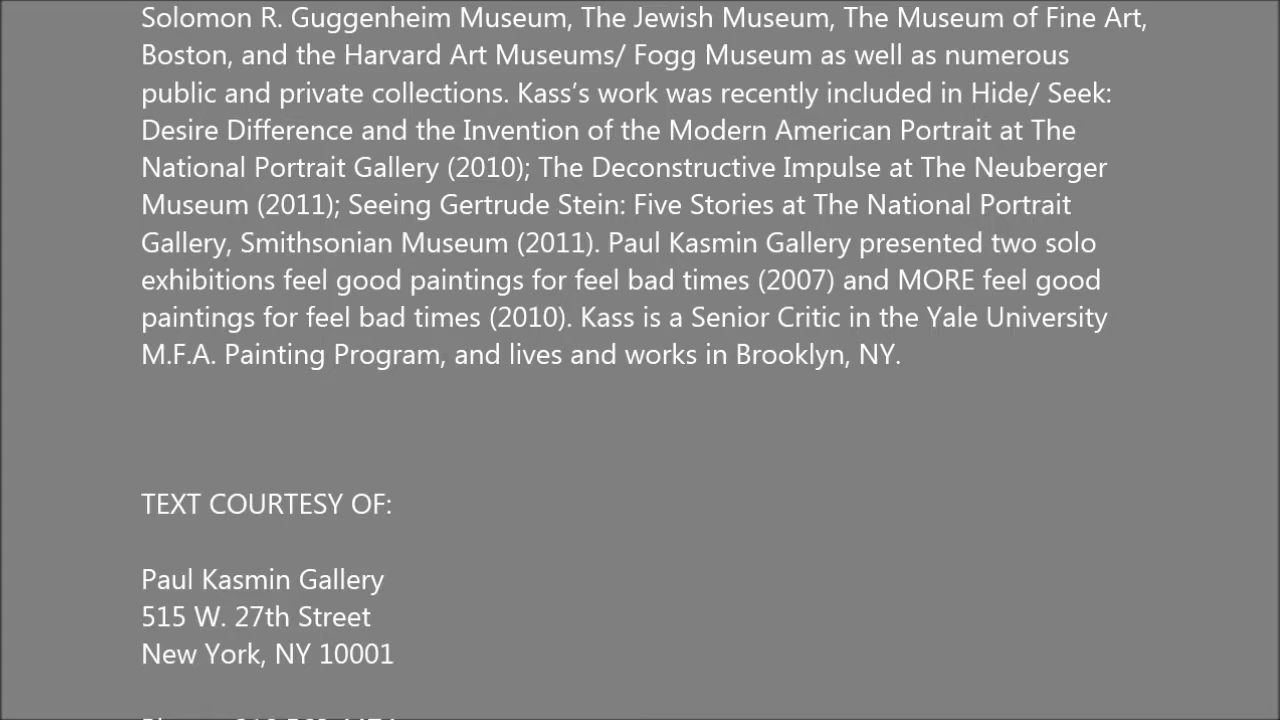 Solomon R. Guggenheim Museum, The Jewish Museum, The Museum of Fine Art,
Boston, and the Harvard Art Museums/ Fogg Museum as well as numerous
public and private collections. Kass’s work was recently included in Hide/ Seek:
Desire Difference and the Invention of the Modern American Portrait at The
National Portrait Gallery (2010); The Deconstructive Impulse at The Neuberger
Museum (2011); Seeing Gertrude Stein: Five Stories at The National Portrait
Gallery, Smithsonian Museum (2011). Paul Kasmin Gallery presented two solo
exhibitions feel good paintings for feel bad times (2007) and MORE feel good
paintings for feel bad times (2010). Kass is a Senior Critic in the Yale University
M.F.A. Painting Program, and lives and works in Brooklyn, NY.
TEXT COURTESY OF:
Paul Kasmin Gallery
515 W. 27th Street
New York, NY 10001